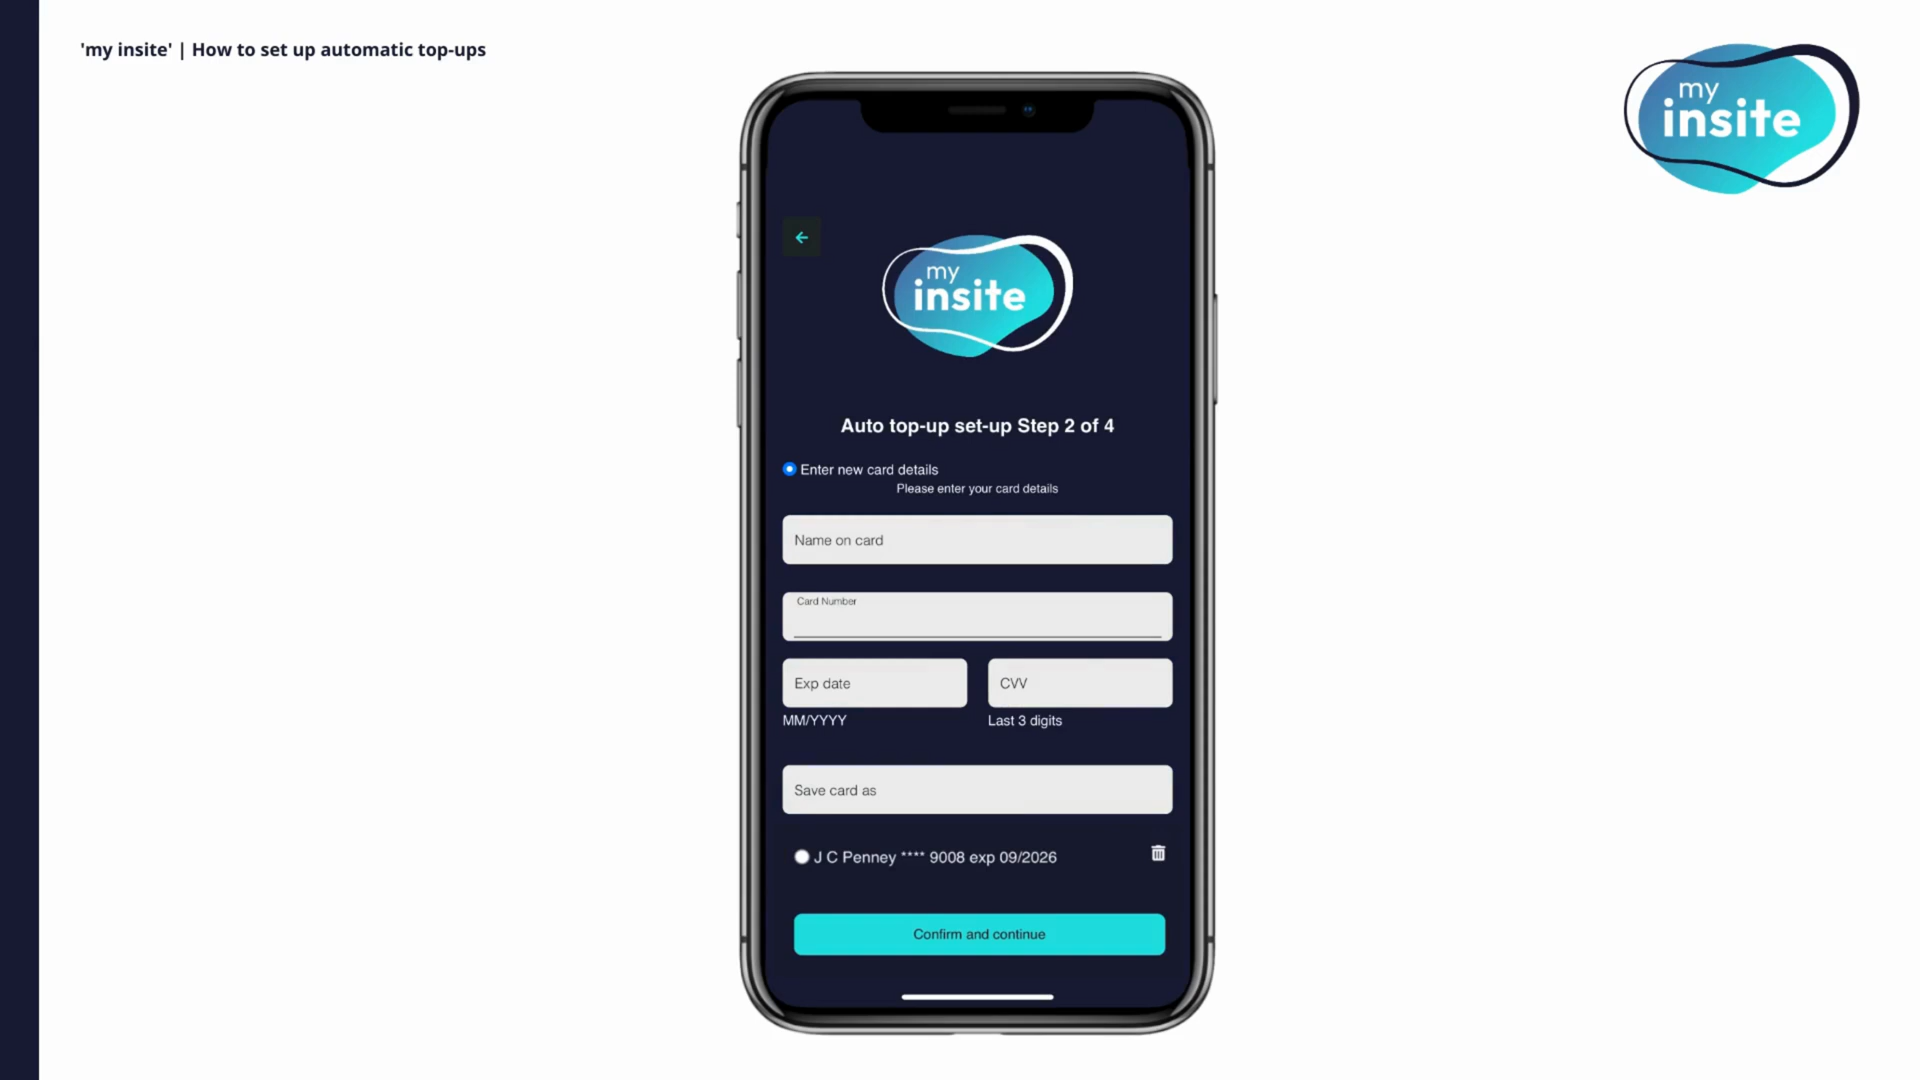 'my insite' | How to set up automatic top-ups
my
insite
my
insite
Auto top-up set-up Step 2 of 4
Enter new card details
Please enter your card details
Name on card
Card Number
Exp date
CVV
MM/YYYY
Last 3 digits
Save card as
J C Penney **** 9008 exp 09/2026
Confirm and continue